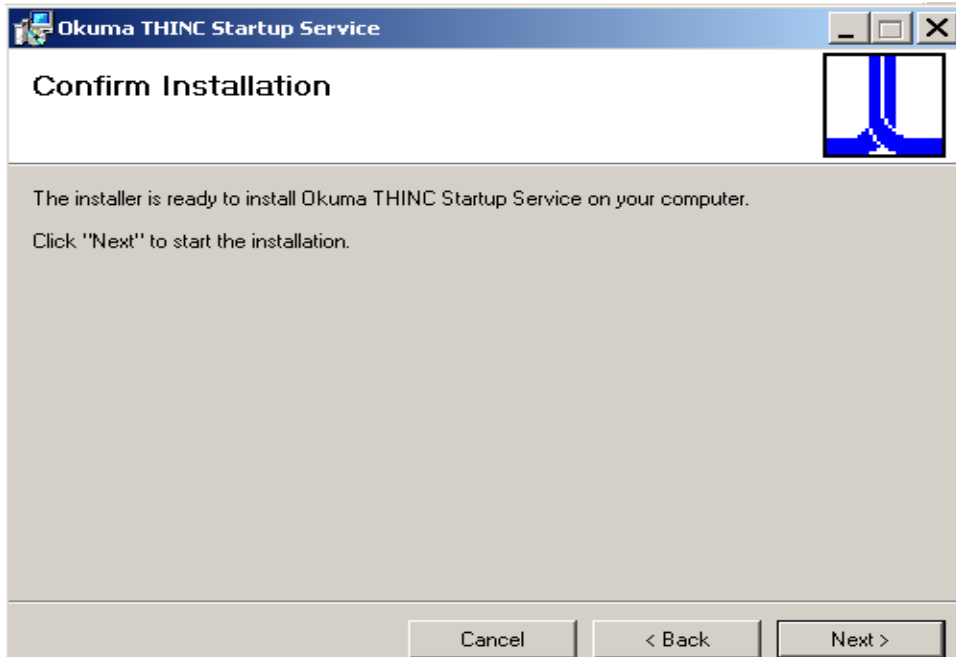 Okuma THINC Startup Service
Confirm Installation
The installer is ready to install Okuma THINC Startup Service on your computer.
Click "Next" to start the installation.
Cancel
< Back
Next >